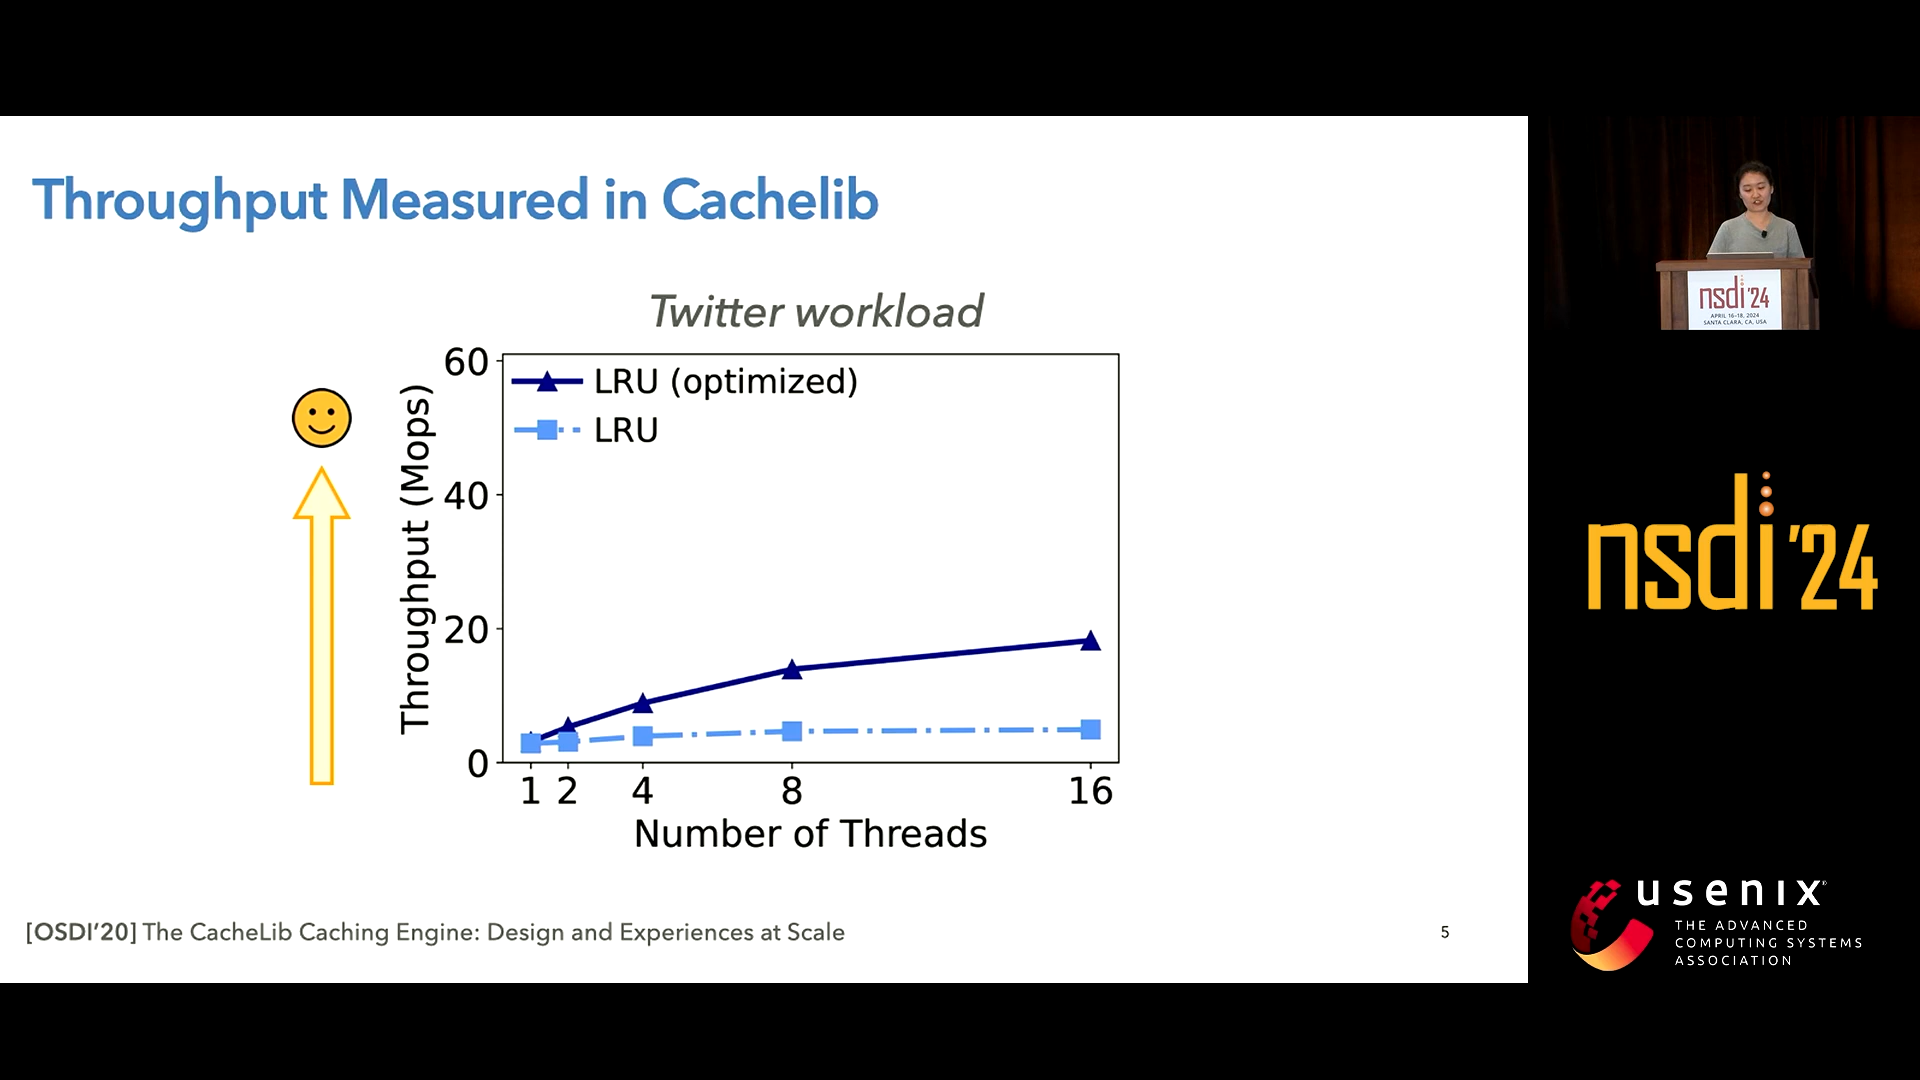 Throughput Measured in Cachelib
Twitter workload
60
40
20
0
Throughput (Mops)
LRU (optimized)
LRU
1 2 4 8 16
Number of Threads
[OSDI'20] The CacheLib Caching Engine: Design and Experiences at Scale
5
nsdi'24
APRIL 16–18, 2024
SANTA CLARA, CA, USA
nsdi'24
usenix
THE ADVANCED
COMPUTING SYSTEMS
ASSOCIATION